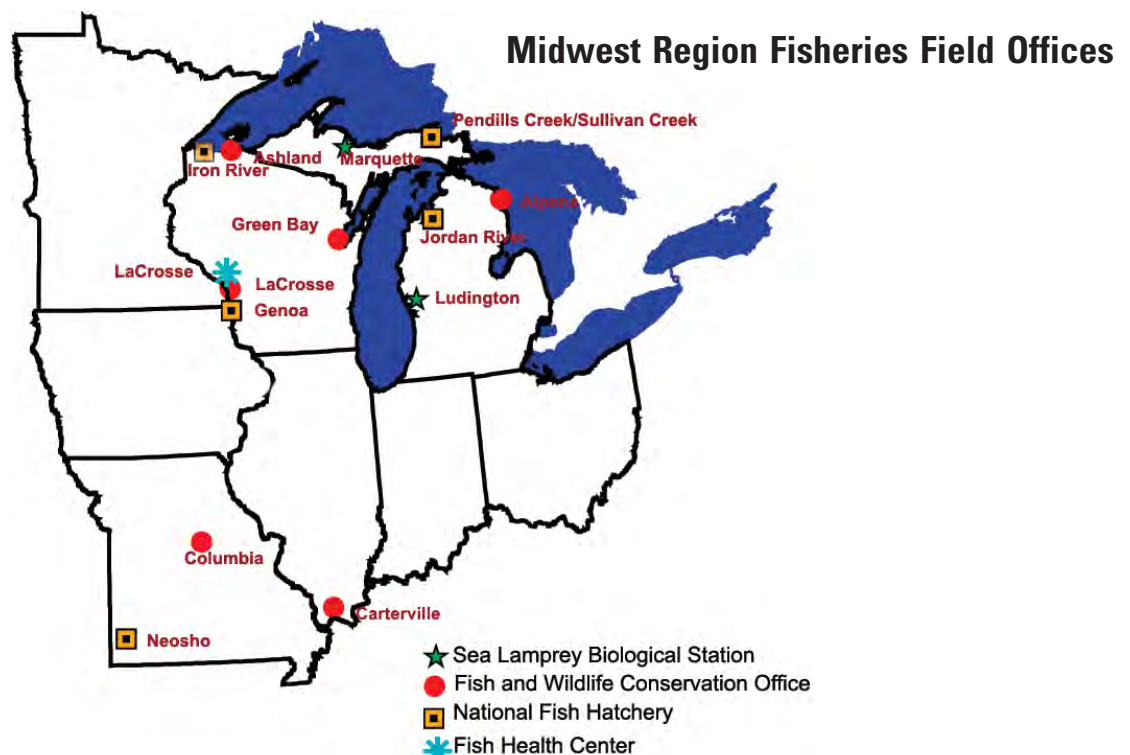 Midwest Region Fisheries Field Offices
Pendills Creek/Sullivan Creek
Ashland
Marquette
Iron River
Alpena
Green Bay
Jordan River
LaCrosse
LaCrosse
Ludington
Genoa
Columbia
Carterville
Neosho
Sea Lamprey Biological Station
Fish and Wildlife Conservation Office
National Fish Hatchery
Fish Health Center